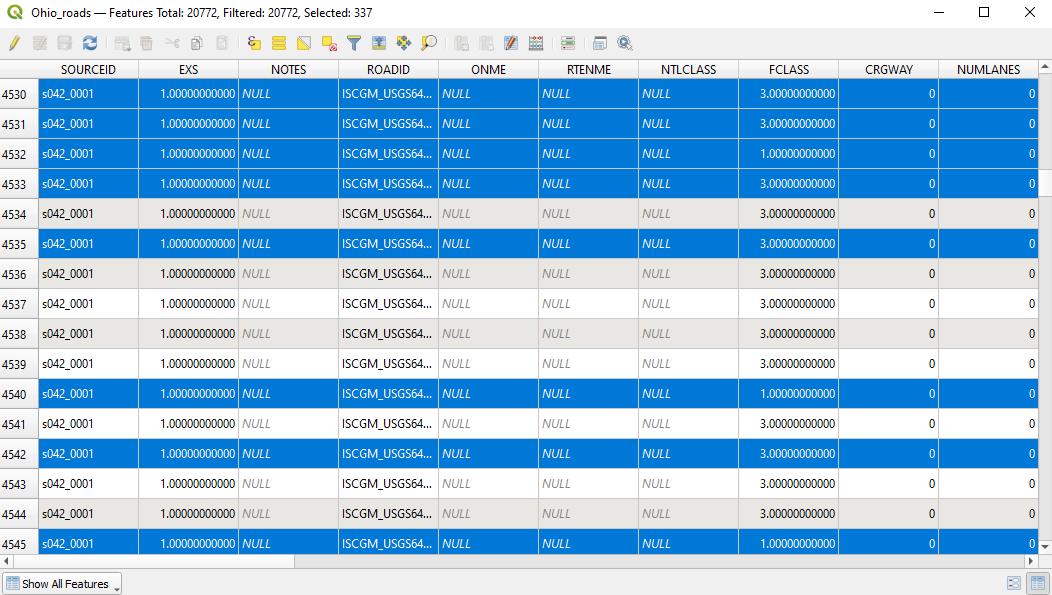 Ohio_roads — Features Total: 20772, Filtered: 20772, Selected: 337
SOURCEID EXS NOTES ROADID ONME RTENME NTLCLASS FCLASS CRGWAY NUMLANES
4530 s042_0001 1.00000000000 NULL ISCGM_USGS64... NULL NULL NULL 3.00000000000 0 0
4531 s042_0001 1.00000000000 NULL ISCGM_USGS64... NULL NULL NULL 3.00000000000 0 0
4532 s042_0001 1.00000000000 NULL ISCGM_USGS64... NULL NULL NULL 1.00000000000 0 0
4533 s042_0001 1.00000000000 NULL ISCGM_USGS64... NULL NULL NULL 3.00000000000 0 0
4534 s042_0001 1.00000000000 NULL ISCGM_USGS64... NULL NULL NULL 3.00000000000 0 0
4535 s042_0001 1.00000000000 NULL ISCGM_USGS64... NULL NULL NULL 3.00000000000 0 0
4536 s042_0001 1.00000000000 NULL ISCGM_USGS64... NULL NULL NULL 3.00000000000 0 0
4537 s042_0001 1.00000000000 NULL ISCGM_USGS64... NULL NULL NULL 3.00000000000 0 0
4538 s042_0001 1.00000000000 NULL ISCGM_USGS64... NULL NULL NULL 3.00000000000 0 0
4539 s042_0001 1.00000000000 NULL ISCGM_USGS64... NULL NULL NULL 3.00000000000 0 0
4540 s042_0001 1.00000000000 NULL ISCGM_USGS64... NULL NULL NULL 1.00000000000 0 0
4541 s042_0001 1.00000000000 NULL ISCGM_USGS64... NULL NULL NULL 3.00000000000 0 0
4542 s042_0001 1.00000000000 NULL ISCGM_USGS64... NULL NULL NULL 3.00000000000 0 0
4543 s042_0001 1.00000000000 NULL ISCGM_USGS64... NULL NULL NULL 3.00000000000 0 0
4544 s042_0001 1.00000000000 NULL ISCGM_USGS64... NULL NULL NULL 3.00000000000 0 0
4545 s042_0001 1.00000000000 NULL ISCGM_USGS64... NULL NULL NULL 1.00000000000 0 0
Show All Features